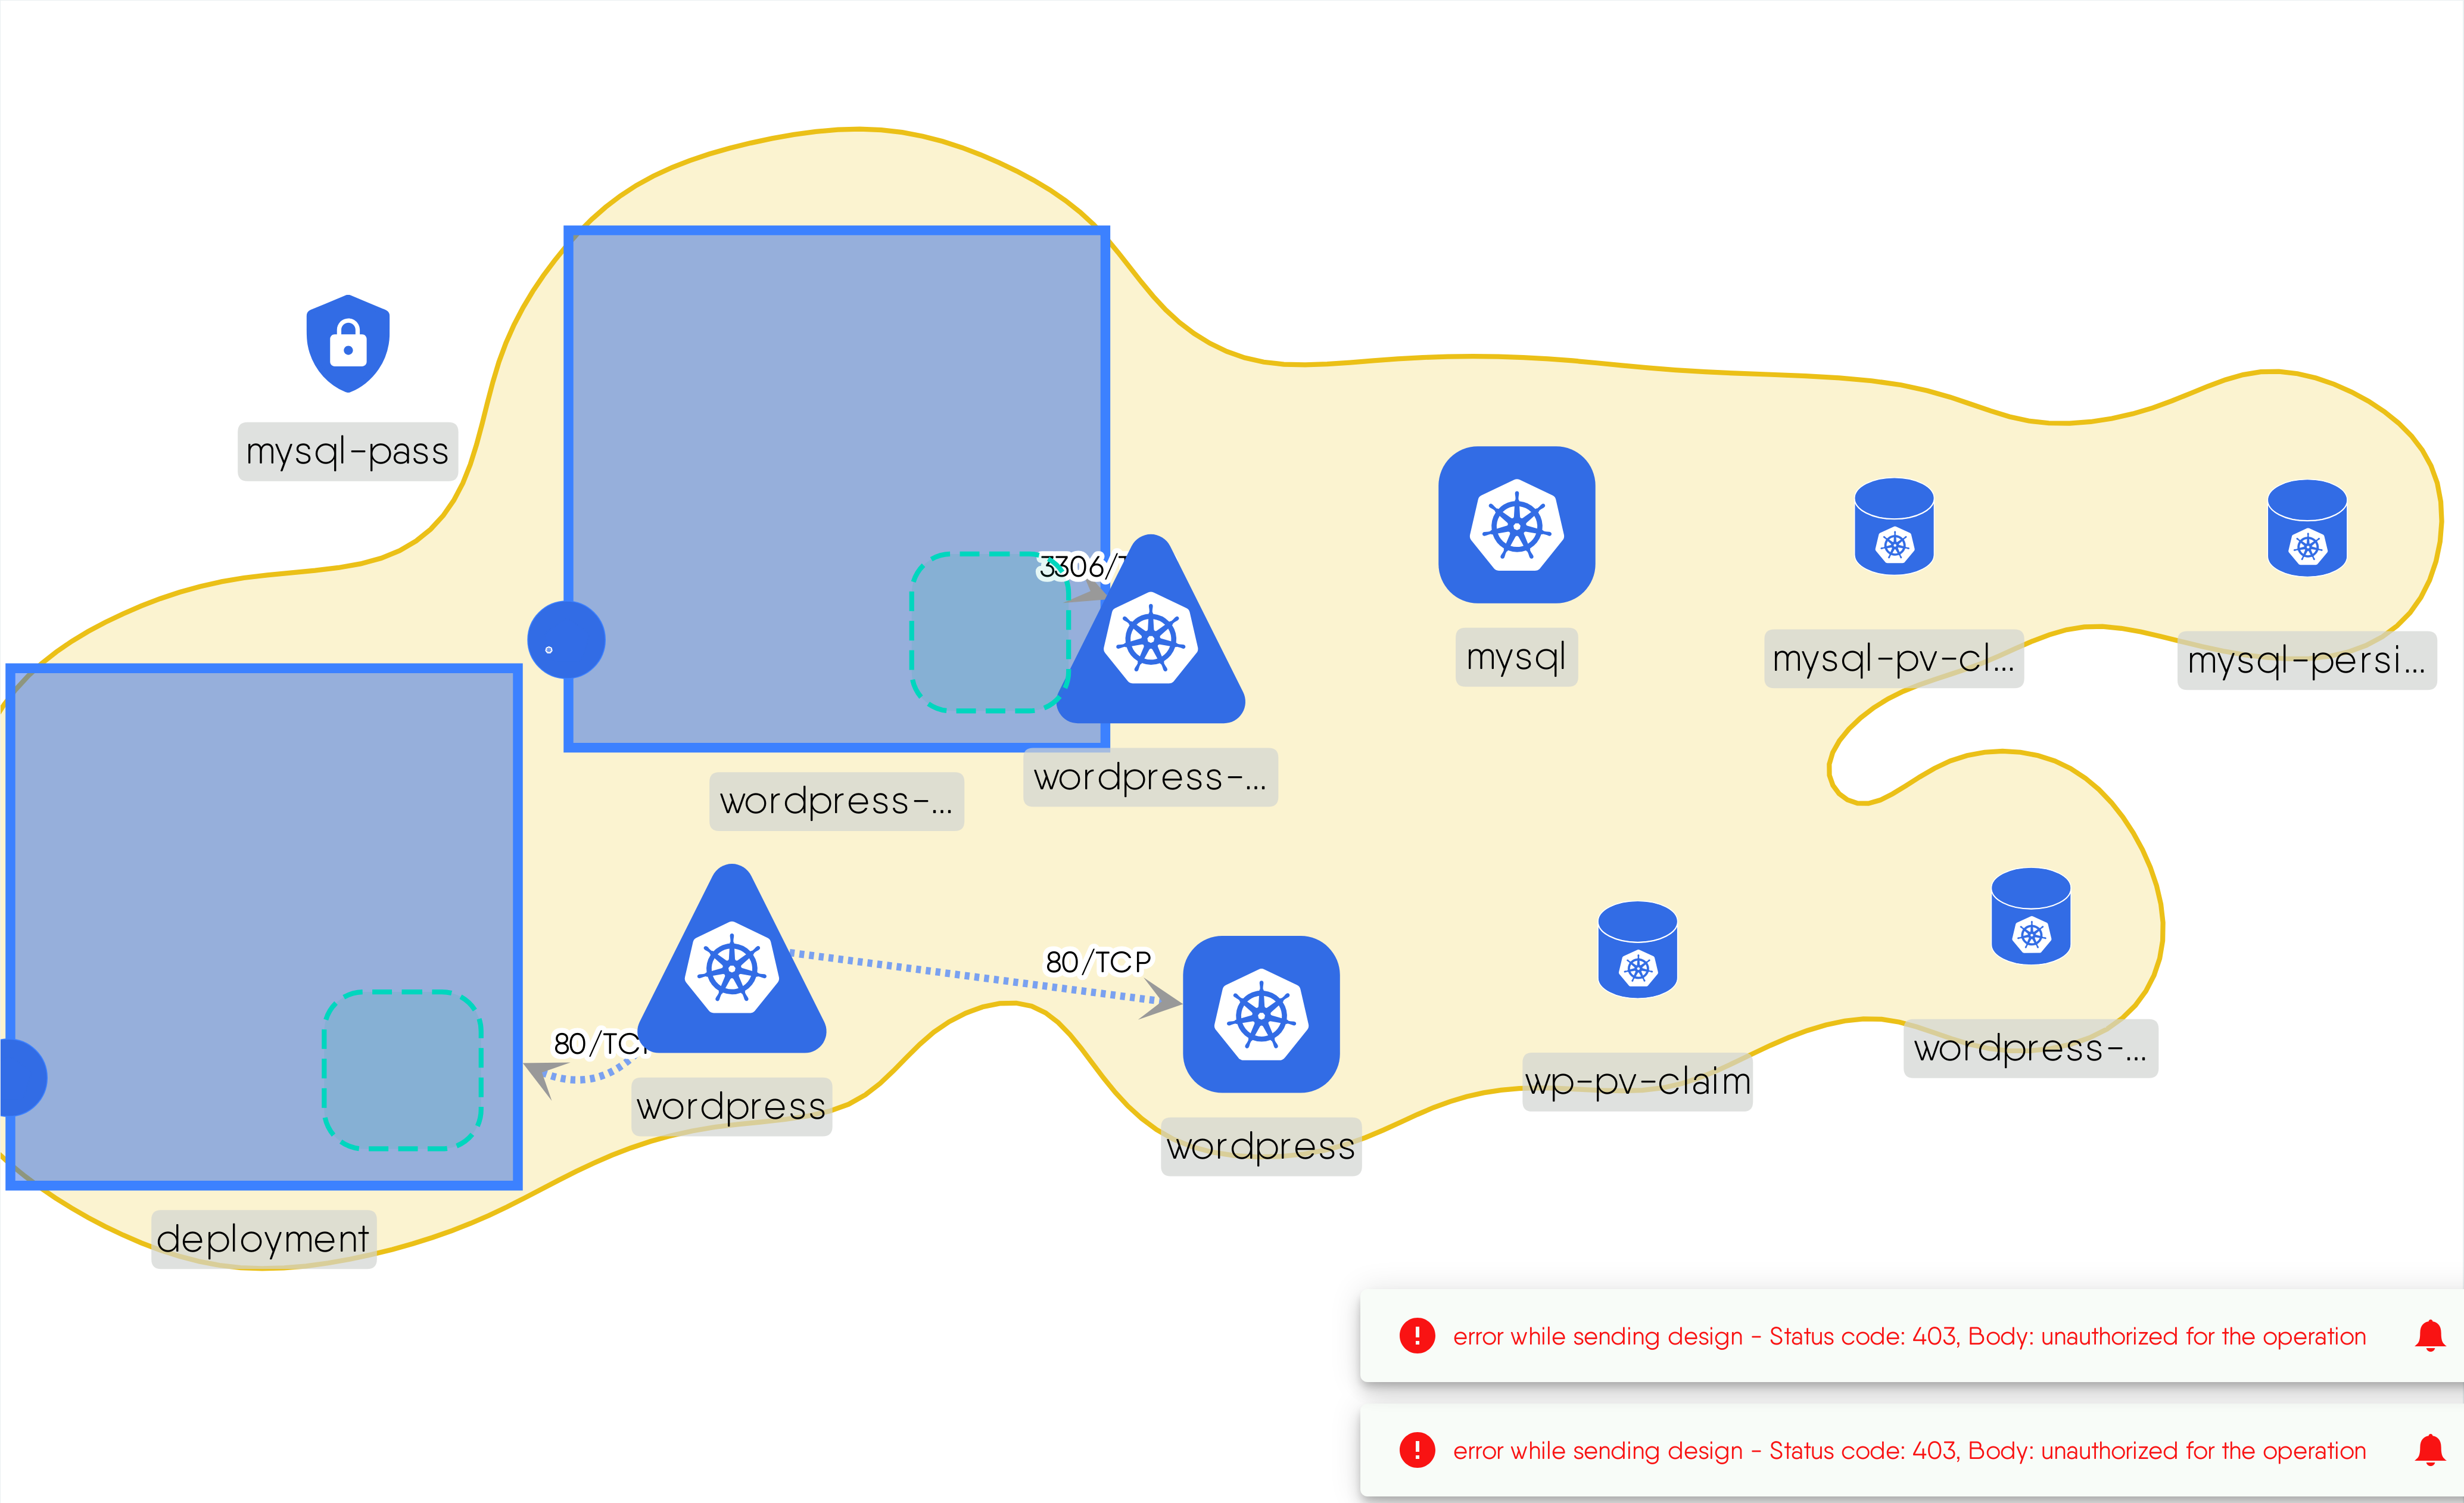 mysql-pass
3306/T
mysql
mysql-pv-cl...
mysql-persi...
wordpress-...
wordpress-...
80/TCP
80/TC
wordpress
wordpress
wp-pv-claim
wordpress-...
deployment
error while sending design - Status code: 403, Body: unauthorized for the operation
error while sending design - Status code: 403, Body: unauthorized for the operation